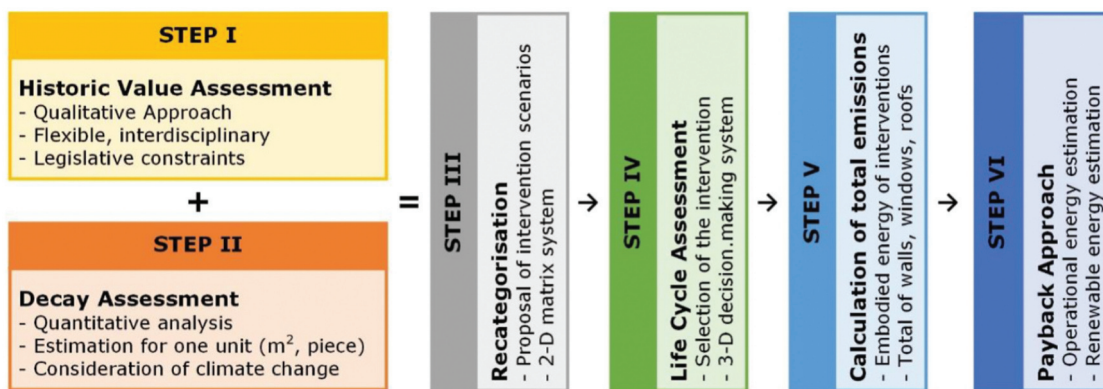 STEP I
Historic Value Assessment
- Qualitative Approach
- Flexible, interdisciplinary
- Legislative constraints
+
STEP II
Decay Assessment
- Quantitative analysis
- Estimation for one unit (m², piece)
- Consideration of climate change
=
STEP III
Recategorisation
- Proposal of intervention scenarios
- 2-D matrix system
→
STEP IV
Life Cycle Assessment
- Selection of the intervention
- 3-D decision.making system
→
STEP V
Calculation of total emissions
- Embodied energy of interventions
- Total of walls, windows, roofs
→
STEP VI
Payback Approach
- Operational energy estimation
- Renewable energy estimation